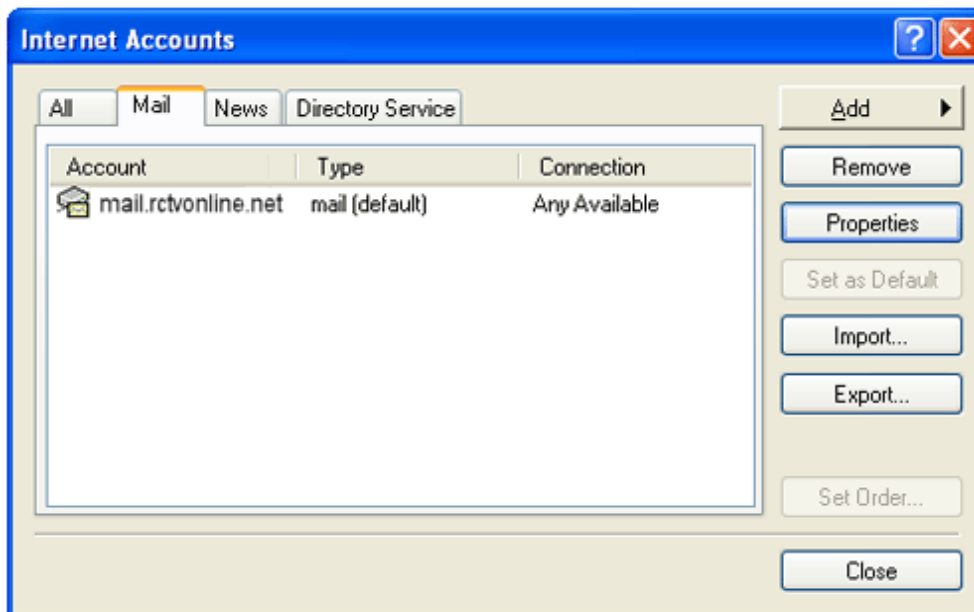 Internet Accounts
All Mail News Directory Service
Add
Account Type Connection
Remove
mail.rctvonline.net mail (default) Any Available
Properties
Set as Default
Import...
Export...
Set Order...
Close